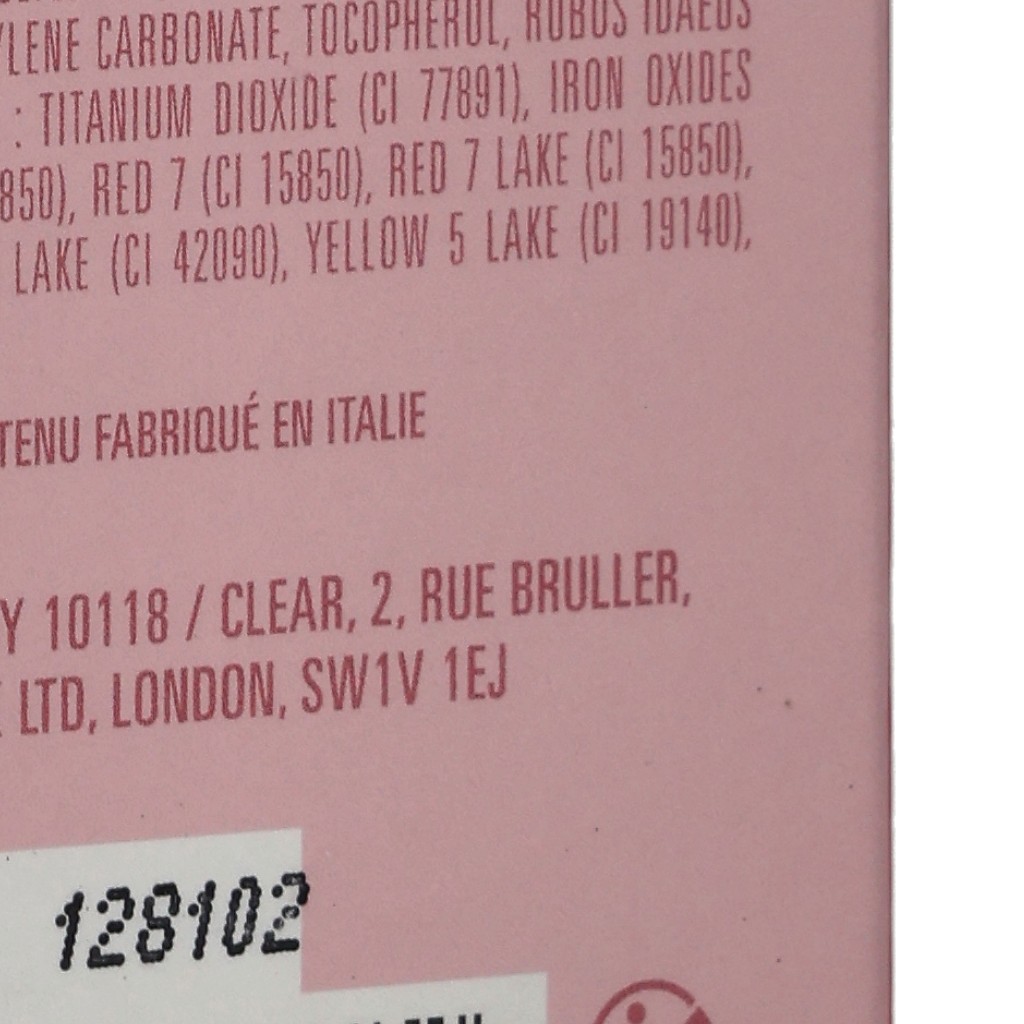 YLENE CARBONATE, TOCOPHEROL, RUBUS IDAEUS
: TITANIUM DIOXIDE (CI 77891), IRON OXIDES
850), RED 7 (CI 15850), RED 7 LAKE (CI 15850),
LAKE (CI 42090), YELLOW 5 LAKE (CI 19140),
TENU FABRIQUÉ EN ITALIE
Y 10118 / CLEAR, 2, RUE BRULLER,
LTD, LONDON, SW1V 1EJ
128102